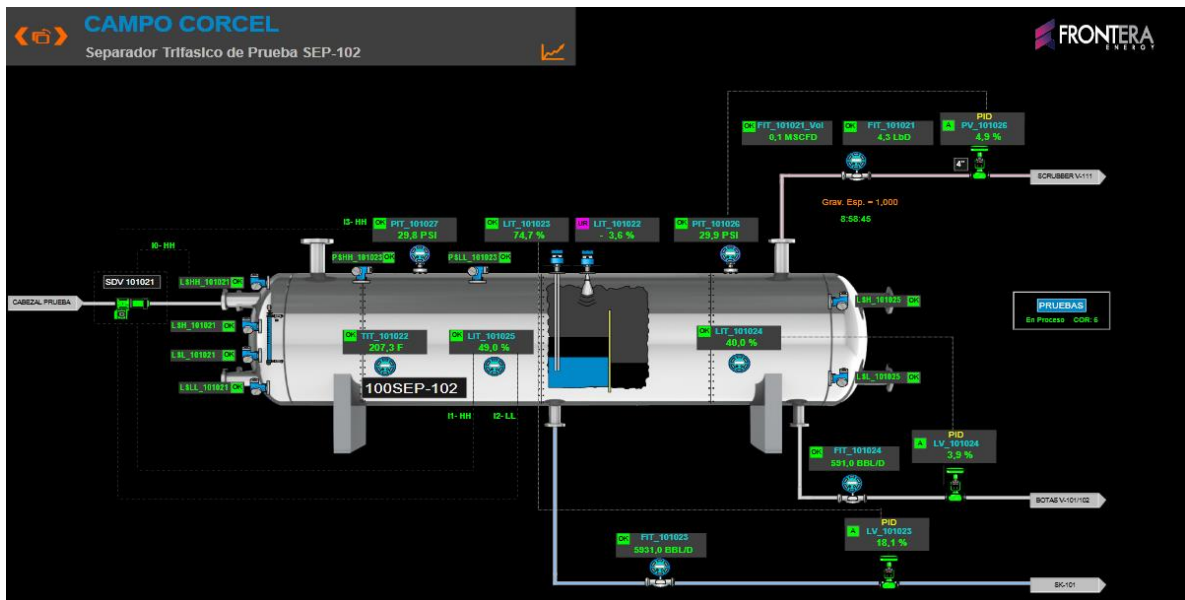 CAMPO CORCEL
Separador Trifasico de Prueba SEP-102
FRONTERA
ENERGY
PID
OK FIT_101021_Vol
0,1 MSCFD
OK FIT_101021
4,3 LbD
A PV_101026
4,9 %
4"
SCRUBBER V-111
Grav. Esp. = 1,000
8:58:45
I3- HH
OK PIT_101027
29,8 PSI
OK LIT_101023
74,7 %
UR LIT_101022
- 3,6 %
OK PIT_101026
29,9 PSI
I0- HH
PSHH_101023 OK
PSLL_101023 OK
SDV 101021
LSHH_101021 OK
CABEZAL PRUEBA
LSH_101025 OK
PRUEBAS
En Proceso COR: 6
LSH_101021 OK
OK TIT_101022
207,3 F
OK LIT_101025
49,0 %
OK LIT_101024
40,0 %
LSL_101021 OK
LSLL_101021 OK
LSL_101025 OK
100SEP-102
I1- HH
I2- LL
PID
A LV_101024
3,9 %
OK FIT_101024
591,0 BBL/D
BOTAS V-101/102
PID
A LV_101023
18,1 %
OK FIT_101023
5931,0 BBL/D
SK-101